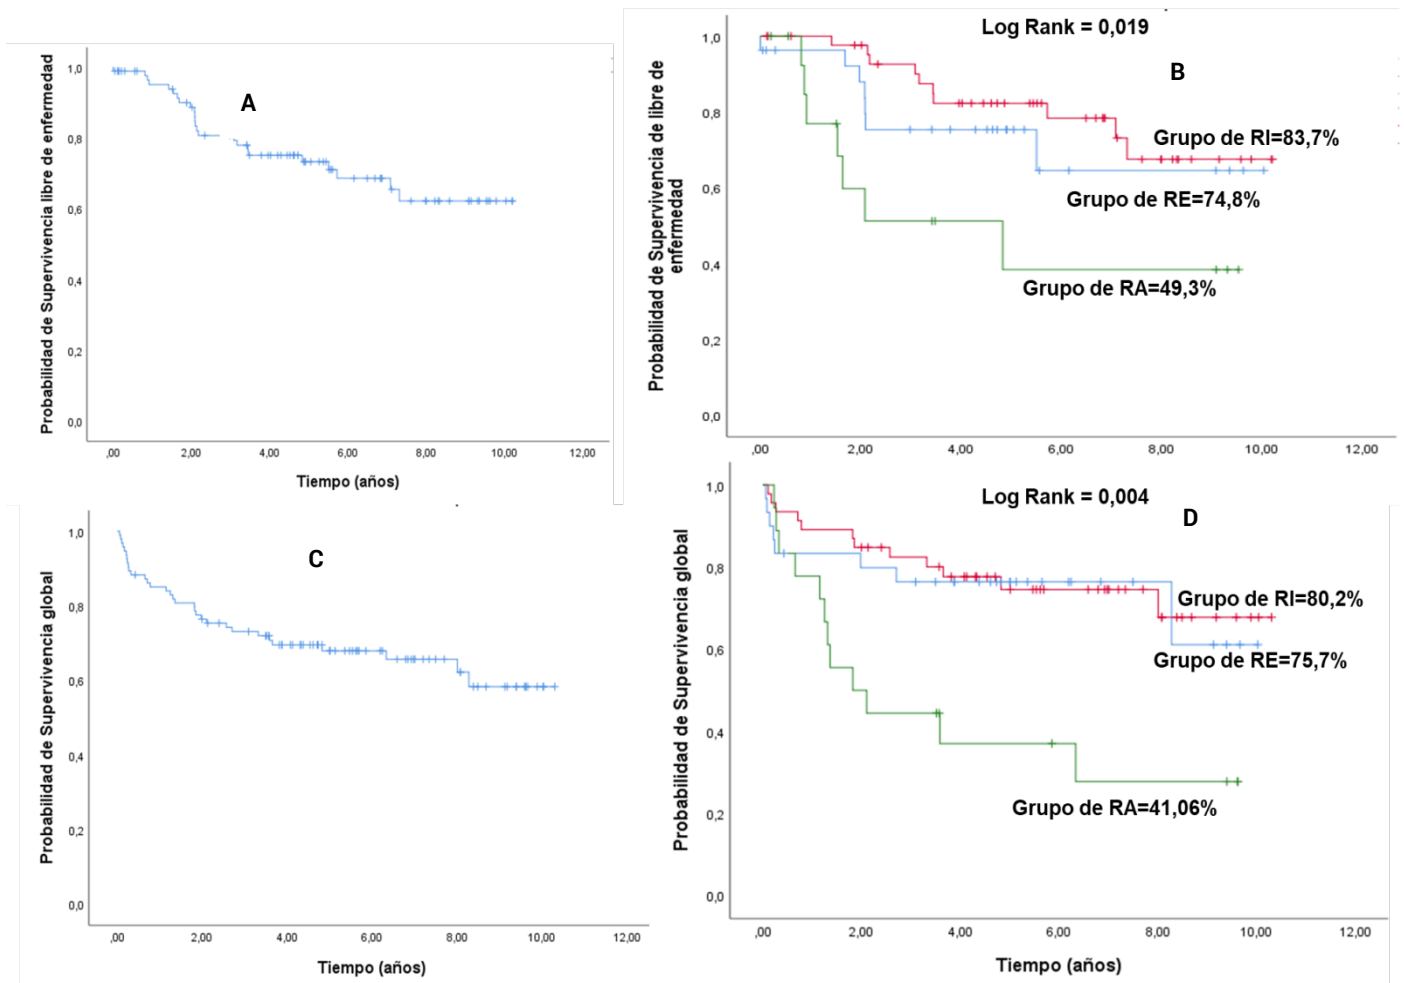 Probabilidad de Supervivencia libre de enfermedad
1,0
0,8
0,6
0,4
0,2
0,0
A
,00 2,00 4,00 6,00 8,00 10,00 12,00
Tiempo (años)
Probabilidad de Supervivencia de libre de
enfermedad
Log Rank = 0,019
B
1,0
0,8
0,6
0,4
0,2
0,0
Grupo de RI=83,7%
Grupo de RE=74,8%
Grupo de RA=49,3%
,00 2,00 4,00 6,00 8,00 10,00 12,00
Probabilidad de Supervivencia global
1,0
0,8
0,6
0,4
0,2
0,0
C
,00 2,00 4,00 6,00 8,00 10,00 12,00
Tiempo (años)
Probabilidad de Supervivencia global
Log Rank = 0,004
D
1,0
0,8
0,6
0,4
0,2
0,0
Grupo de RI=80,2%
Grupo de RE=75,7%
Grupo de RA=41,06%
,00 2,00 4,00 6,00 8,00 10,00 12,00
Tiempo (años)